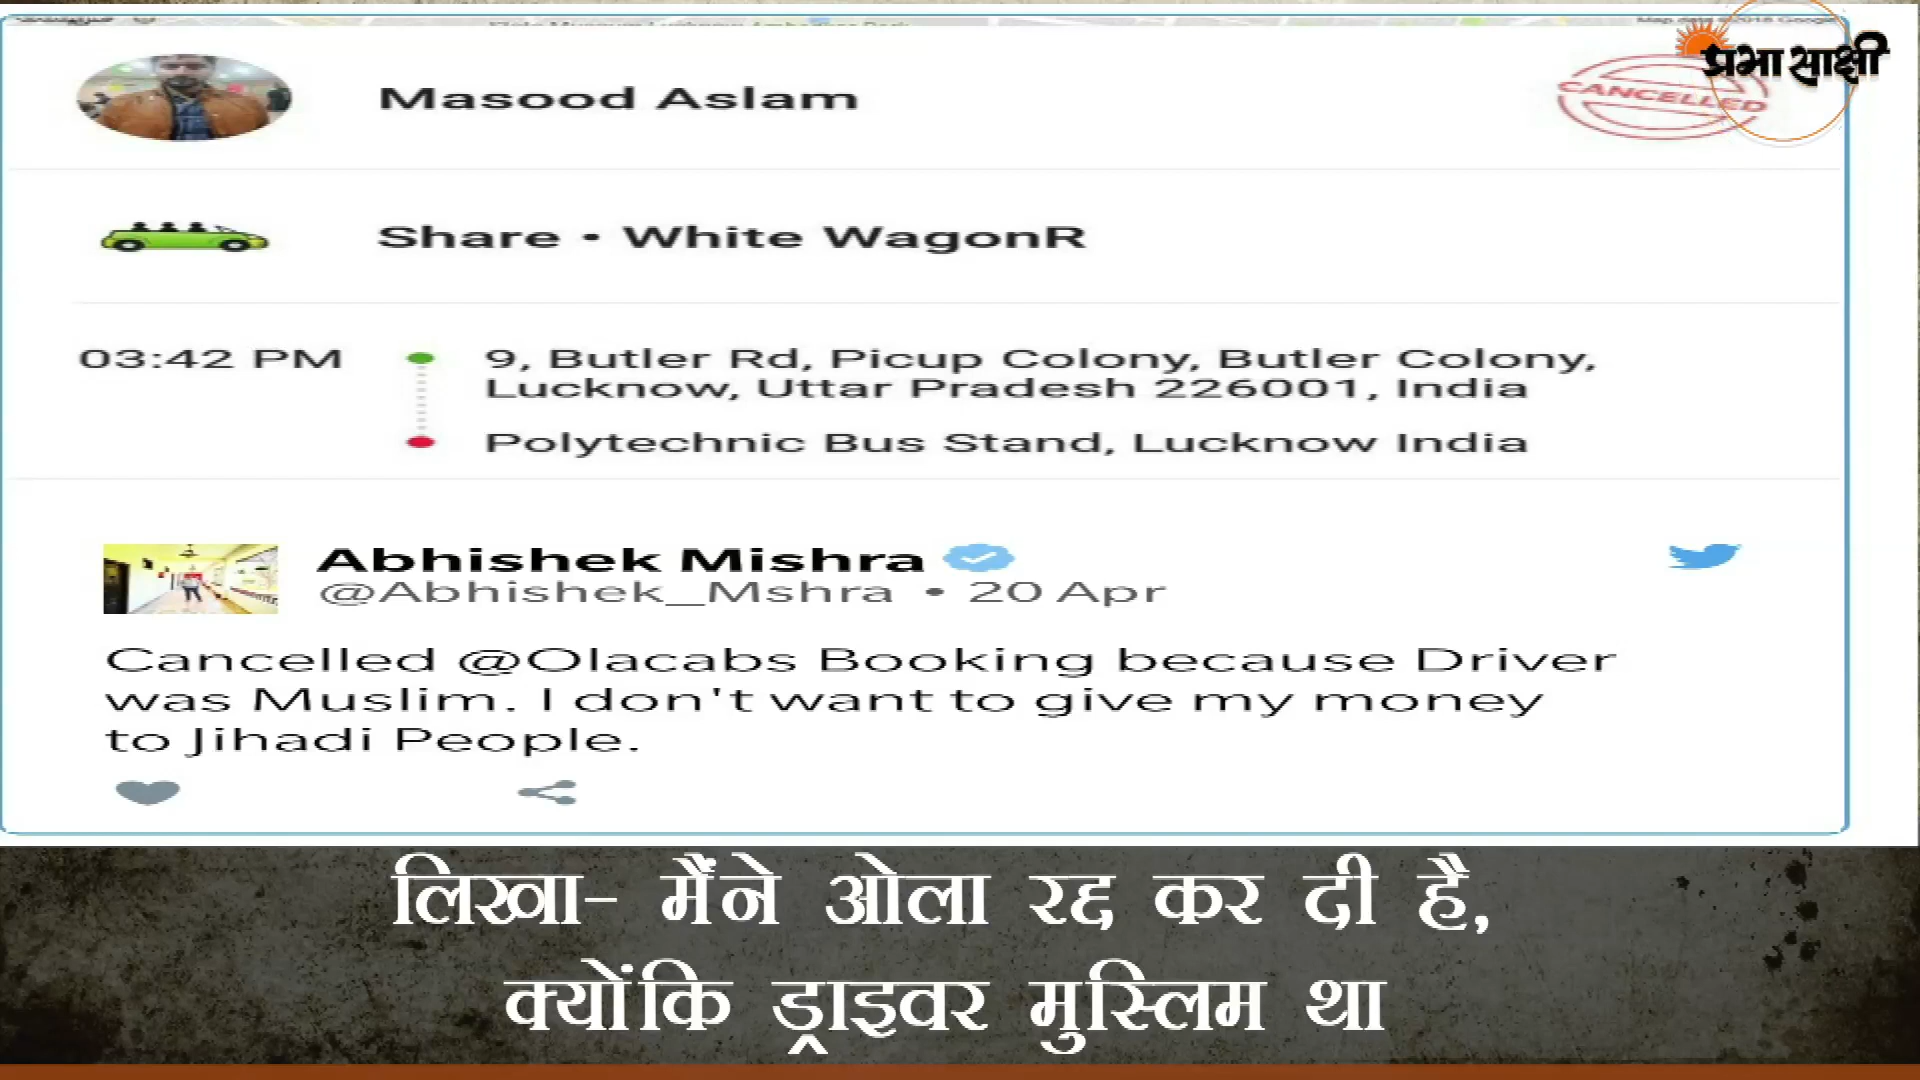 प्रभा साक्षी
Masood Aslam
CANCELLED
Share • White WagonR
03:42 PM
9, Butler Rd, Picup Colony, Butler Colony,
Lucknow, Uttar Pradesh 226001, India
Polytechnic Bus Stand, Lucknow India
Abhishek Mishra
@Abhishek_Mshra • 20 Apr
Cancelled @Olacabs Booking because Driver
was Muslim. I don't want to give my money
to Jihadi People.
लिखा- मैंने ओला रद्द कर दी है,
क्योंकि ड्राइवर मुस्लिम था